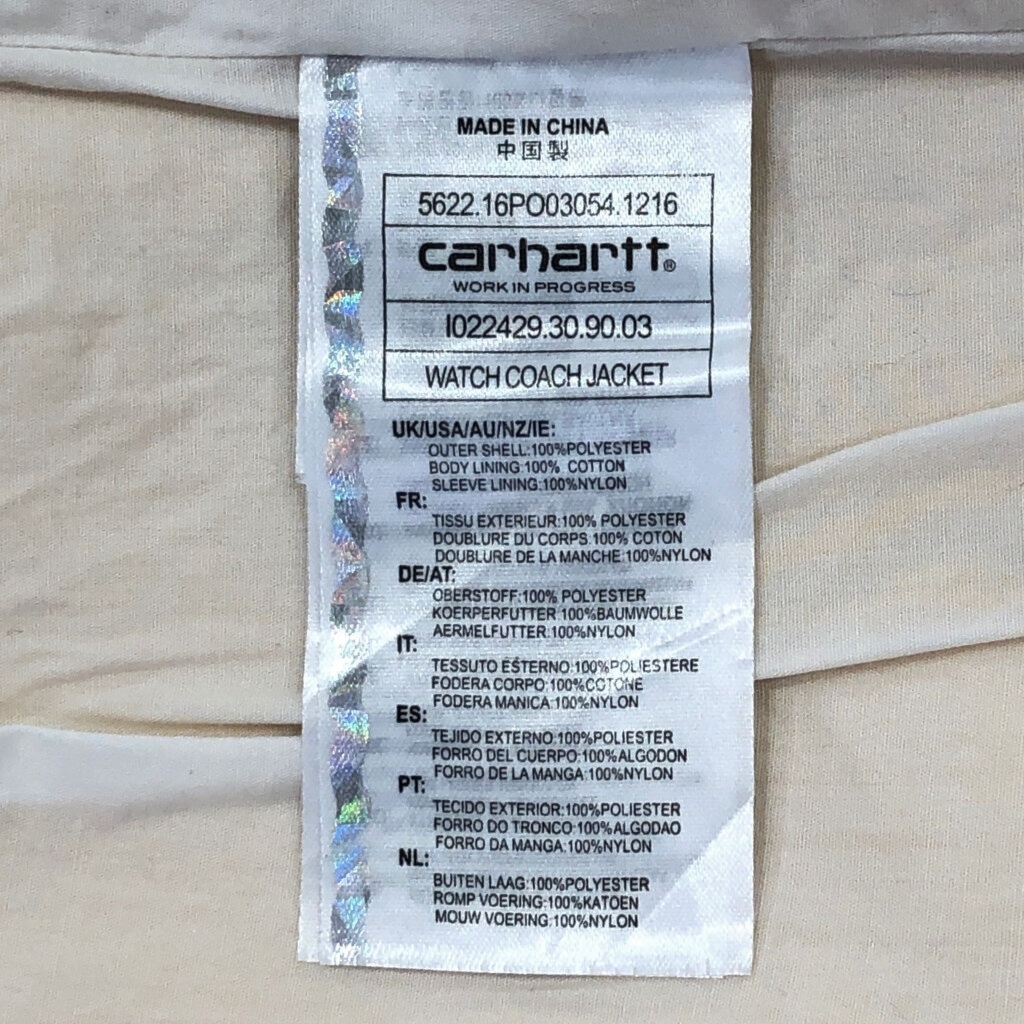 MADE IN CHINA
中国製
5622.16PO03054.1216
carhartt®
WORK IN PROGRESS
I022429.30.90.03
WATCH COACH JACKET
UK/USA/AU/NZ/IE:
OUTER SHELL:100%POLYESTER
BODY LINING:100% COTTON
SLEEVE LINING:100%NYLON
FR:
TISSU EXTERIEUR:100% POLYESTER
DOUBLURE DU CORPS:100% COTON
DOUBLURE DE LA MANCHE:100%NYLON
DE/AT:
OBERSTOFF:100% POLYESTER
KOERPERFUTTER:100%BAUMWOLLE
AERMELFUTTER:100%NYLON
IT:
TESSUTO ESTERNO:100%POLIESTERE
FODERA CORPO:100%COTONE
FODERA MANICA:100%NYLON
ES:
TEJIDO EXTERNO:100%POLIESTER
FORRO DEL CUERPO:100%ALGODON
FORRO DE LA MANGA:100%NYLON
PT:
TECIDO EXTERIOR:100%POLIESTER
FORRO DO TRONCO:100%ALGODAO
FORRO DA MANGA:100%NYLON
NL:
BUITEN LAAG:100%POLYESTER
ROMP VOERING:100%KATOEN
MOUW VOERING:100%NYLON